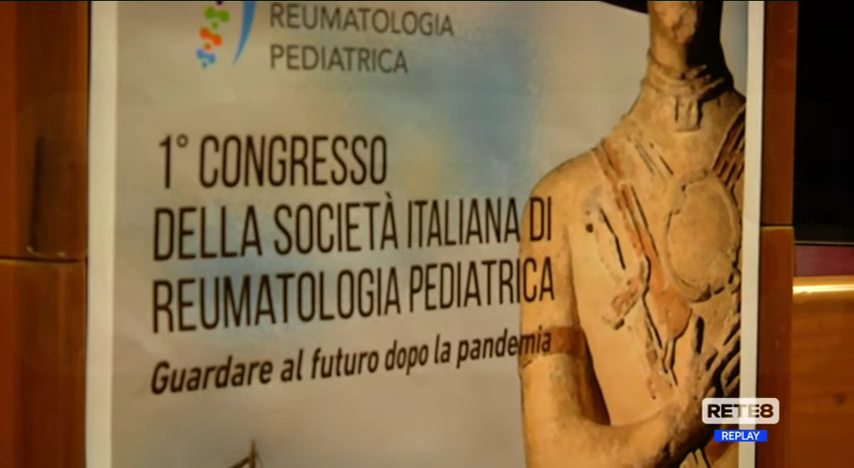 REUMATOLOGIA
PEDIATRICA
1° CONGRESSO
DELLA SOCIETÀ ITALIANA DI
REUMATOLOGIA PEDIATRICA
Guardare al futuro dopo la pandemia
RETE8
REPLAY